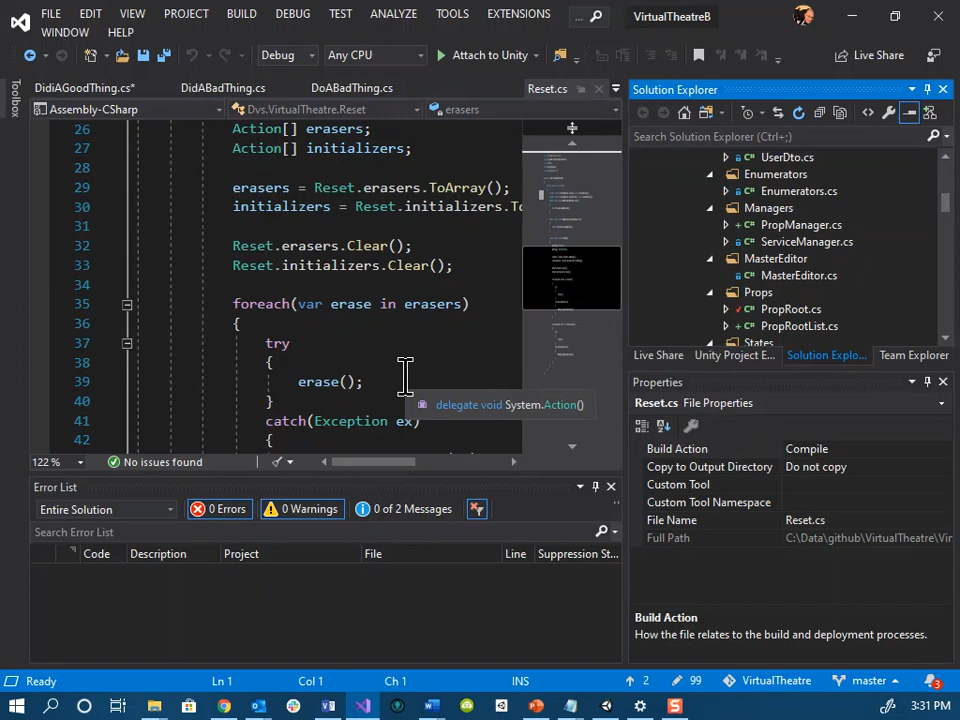 FILE EDIT VIEW PROJECT BUILD DEBUG TEST ANALYZE TOOLS EXTENSIONS ... VirtualTheatreB
WINDOW HELP
Debug Any CPU Attach to Unity Live Share
Toolbox
DidiAGoodThing.cs* DidABadThing.cs DoABadThing.cs Reset.cs
Assembly-CSharp Dvs.VirtualTheatre.Reset erasers
26 Action[] erasers;
27 Action[] initializers;
28
29 erasers = Reset.erasers.ToArray();
30 initializers = Reset.initializers.To
31
32 Reset.erasers.Clear();
33 Reset.initializers.Clear();
34
35 foreach(var erase in erasers)
36 {
37 try
38 {
39 erase();
delegate void System.Action()
40 }
41 catch(Exception ex)
42 {
122 % No issues found
Solution Explorer
Search Solution Explorer (Ctrl+;)
UserDto.cs
Enumerators
Enumerators.cs
Managers
PropManager.cs
ServiceManager.cs
MasterEditor
MasterEditor.cs
Props
PropRoot.cs
PropRootList.cs
States
Live Share Unity Project E... Solution Explo... Team Explorer
Properties
Reset.cs File Properties
Build Action Compile
Copy to Output Directory Do not copy
Custom Tool
Custom Tool Namespace
File Name Reset.cs
Full Path C:\Data\github\VirtualTheatre\Vir
Build Action
How the file relates to the build and deployment processes.
Error List
Entire Solution 0 Errors 0 Warnings 0 of 2 Messages
Search Error List
Code Description Project File Line Suppression St...
Ready Ln 1 Col 1 Ch 1 INS 2 99 VirtualTheatre master 3
3:31 PM